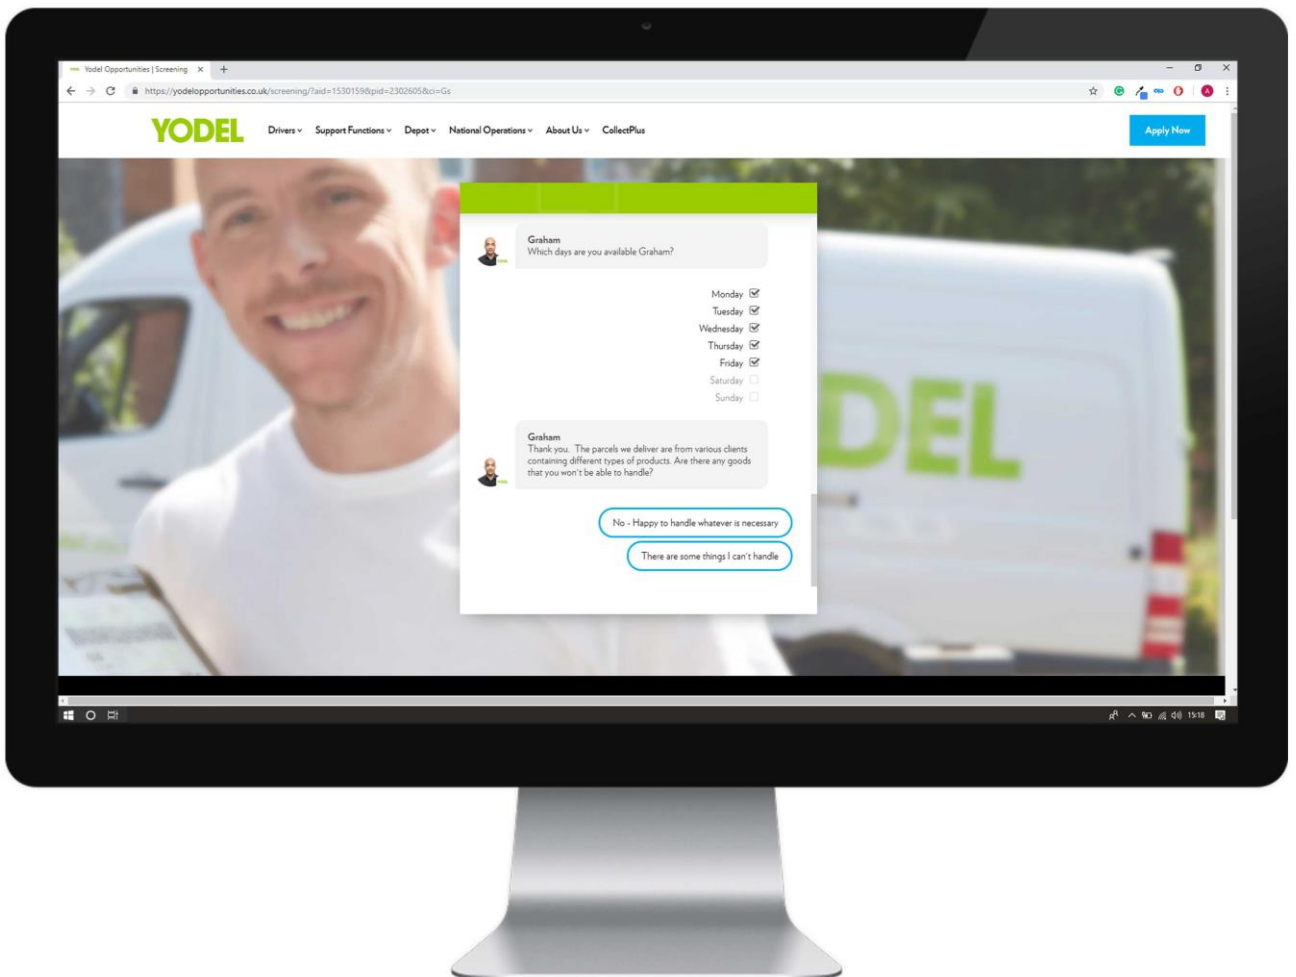 Yodel Opportunities | Screening
https://yodelopportunities.co.uk/screening/?aid=1530159&pid=2302605&ci=Gs
YODEL Drivers Support Functions Depot National Operations About Us CollectPlus Apply Now
Graham
Which days are you available Graham?
Monday
Tuesday
Wednesday
Thursday
Friday
Saturday
Sunday
Graham
Thank you. The parcels we deliver are from various clients
containing different types of products. Are there any goods
that you won't be able to handle?
No - Happy to handle whatever is necessary
There are some things I can't handle
YODEL
15:18